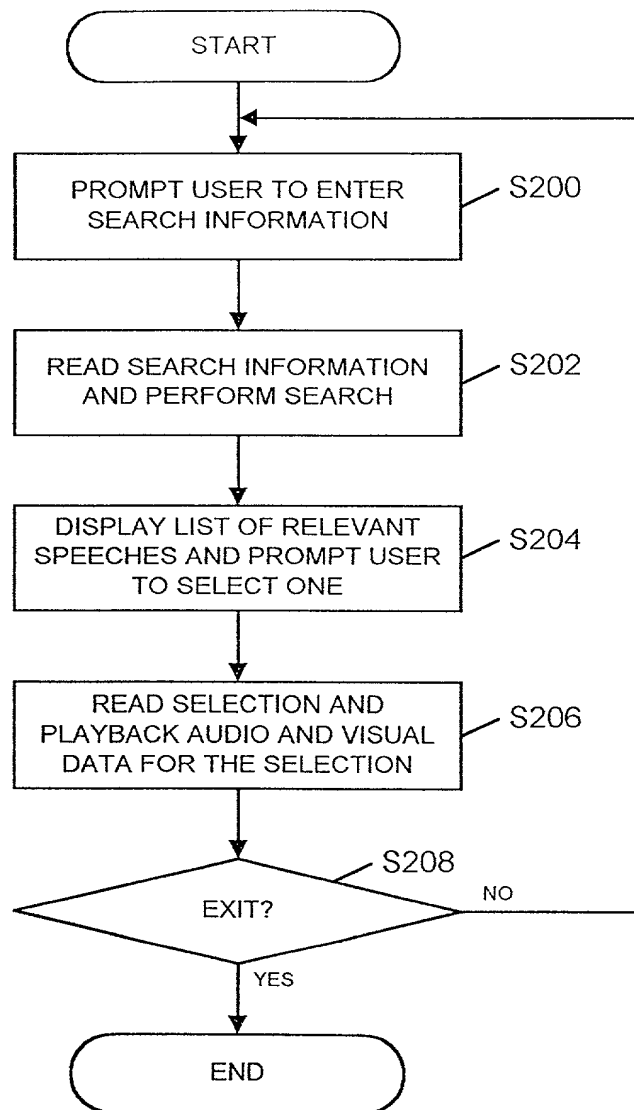 START
PROMPT USER TO ENTER
SEARCH INFORMATION
S200
READ SEARCH INFORMATION
AND PERFORM SEARCH
S202
DISPLAY LIST OF RELEVANT
SPEECHES AND PROMPT USER
TO SELECT ONE
S204
READ SELECTION AND
PLAYBACK AUDIO AND VISUAL
DATA FOR THE SELECTION
S206
S208
EXIT?
NO
YES
END